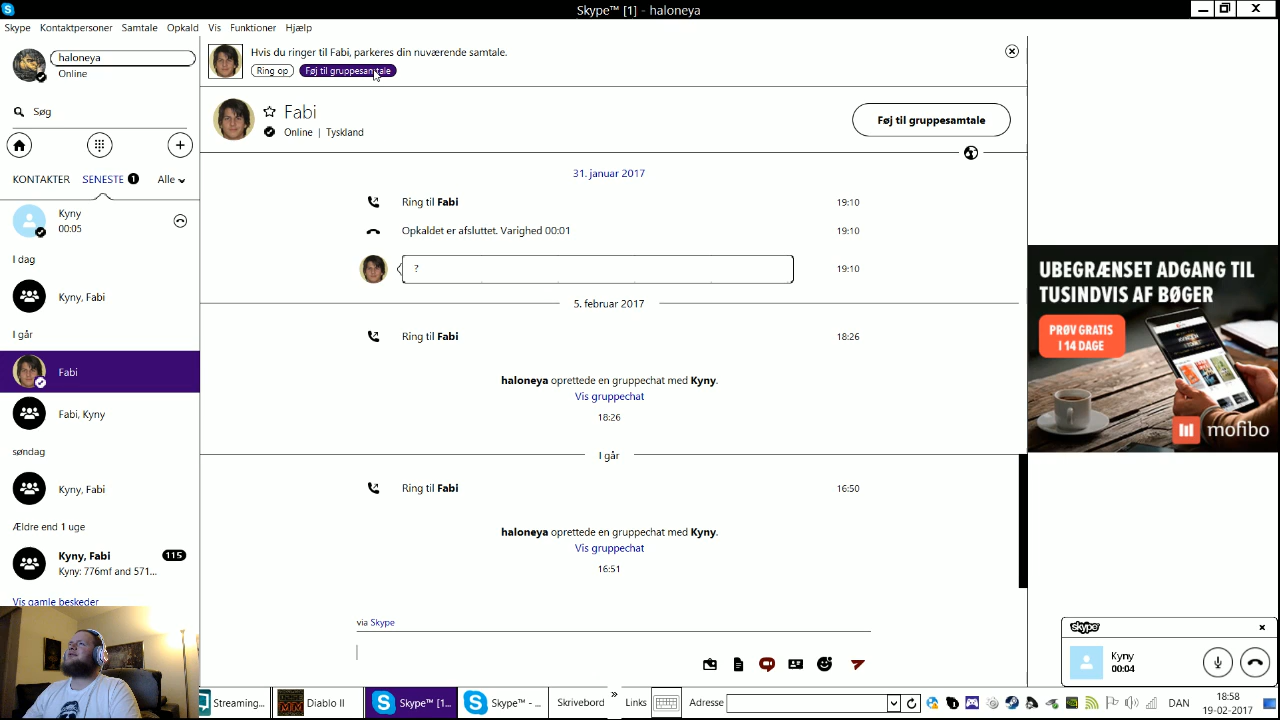 Skype™ [1] - haloneya
Skype Kontaktpersoner Samtale Opkald Vis Funktioner Hjælp
haloneya
Online
Søg
KONTAKTER SENESTE 1 Alle
Kyny
00:05
I dag
Kyny, Fabi
I går
Fabi
Fabi, Kyny
søndag
Kyny, Fabi
Ældre end 1 uge
Kyny, Fabi 115
Kyny: 776mf and 571...
Vis gamle beskeder
Hvis du ringer til Fabi, parkeres din nuværende samtale.
Ring op Føj til gruppesamtale
Fabi
Online | Tyskland
Føj til gruppesamtale
31. januar 2017
Ring til Fabi 19:10
Opkaldet er afsluttet. Varighed 00:01 19:10
? 19:10
5. februar 2017
Ring til Fabi 18:26
haloneya oprettede en gruppechat med Kyny.
Vis gruppechat
18:26
I går
Ring til Fabi 16:50
haloneya oprettede en gruppechat med Kyny.
Vis gruppechat
16:51
via Skype
UBEGRÆNSET ADGANG TIL
TUSINDVIS AF BØGER
PRØV GRATIS
I 14 DAGE
mofibo
skype
Kyny
00:04
Streaming... Diablo II Skype™ [1... Skype™ - ... Skrivebord » Links Adresse DAN 18:58
19-02-2017